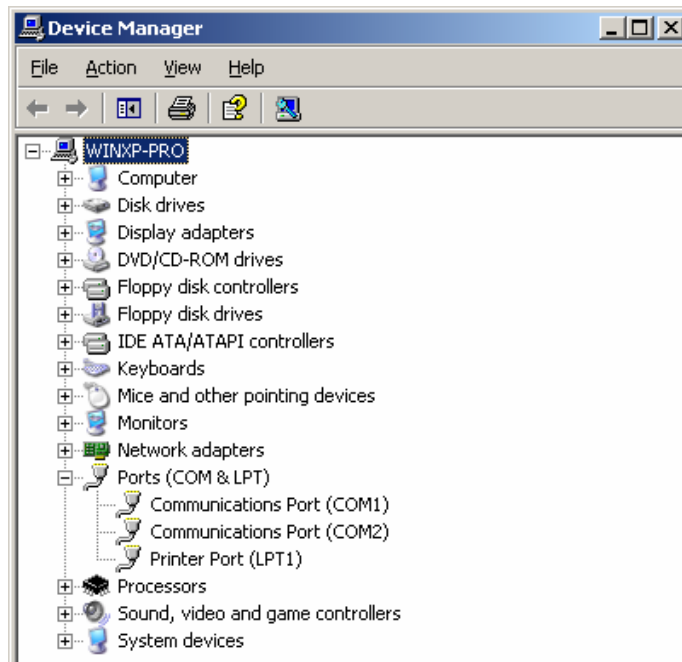 Device Manager
File Action View Help
WINXP-PRO
Computer
Disk drives
Display adapters
DVD/CD-ROM drives
Floppy disk controllers
Floppy disk drives
IDE ATA/ATAPI controllers
Keyboards
Mice and other pointing devices
Monitors
Network adapters
Ports (COM & LPT)
Communications Port (COM1)
Communications Port (COM2)
Printer Port (LPT1)
Processors
Sound, video and game controllers
System devices